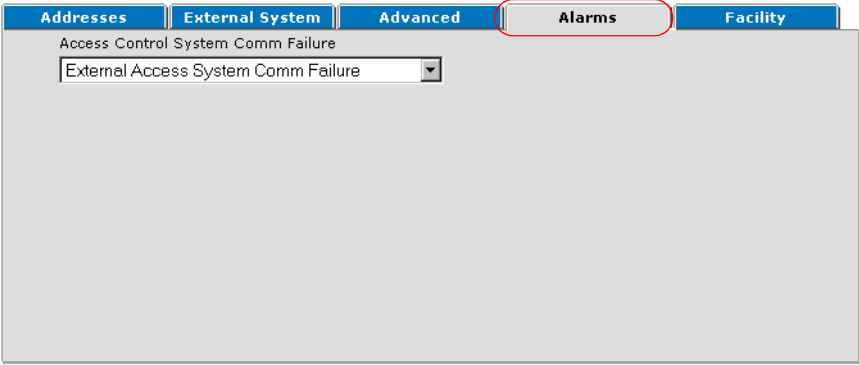 Addresses External System Advanced Alarms Facility
Access Control System Comm Failure
External Access System Comm Failure